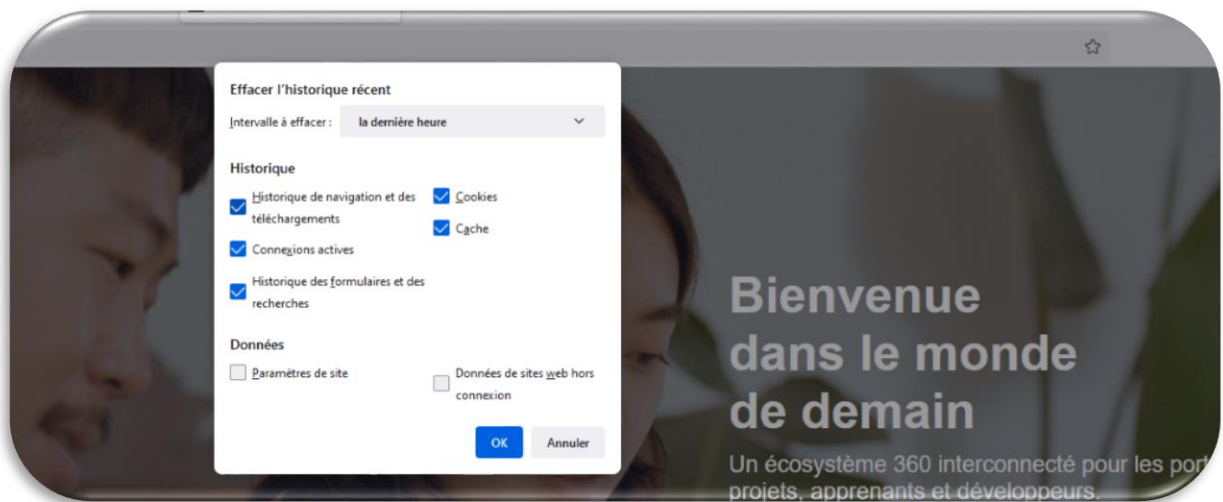 Effacer l'historique récent
Intervalle à effacer : la dernière heure
Historique
Historique de navigation et des
téléchargements
Cookies
Cache
Connexions actives
Historique des formulaires et des
recherches
Données
Paramètres de site
Données de sites web hors
connexion
OK Annuler
Bienvenue
dans le monde
de demain
Un écosystème 360 interconnecté pour les
projets, apprenants et développeurs